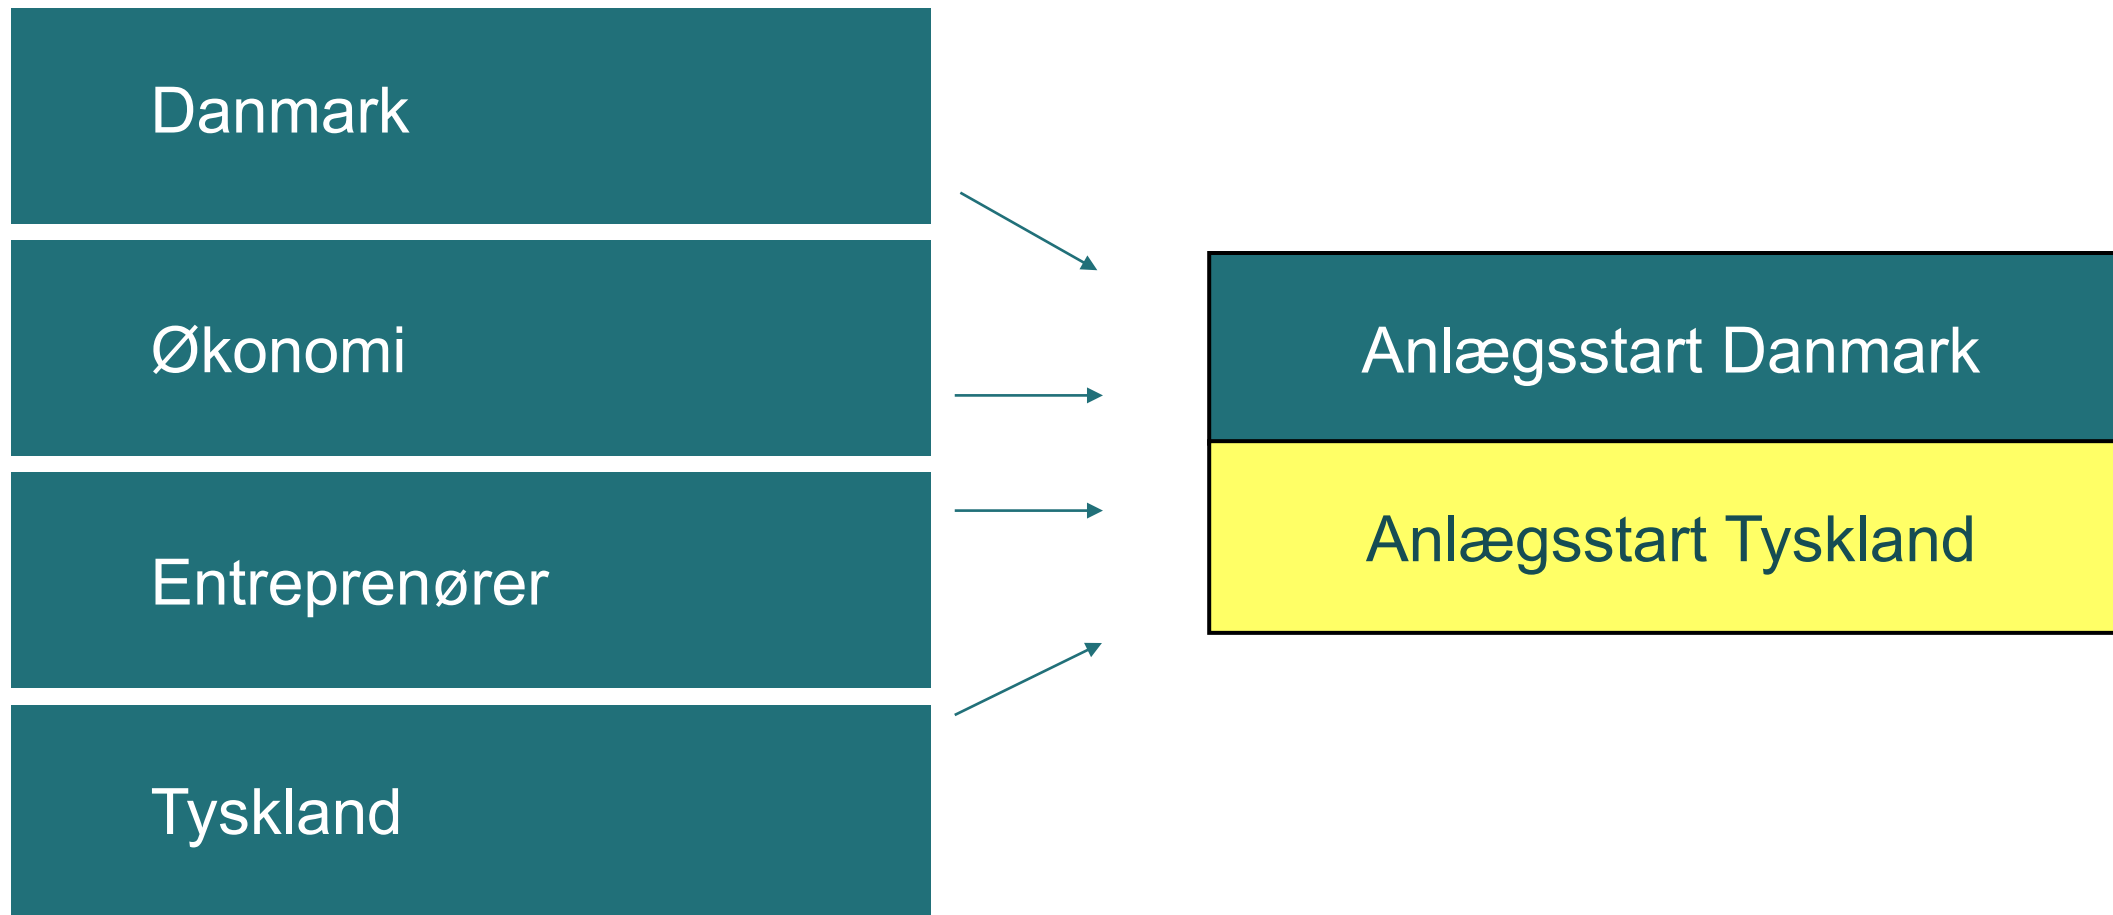 Danmark
Økonomi
Entreprenører
Tyskland
Anlægsstart Danmark
Anlægsstart Tyskland